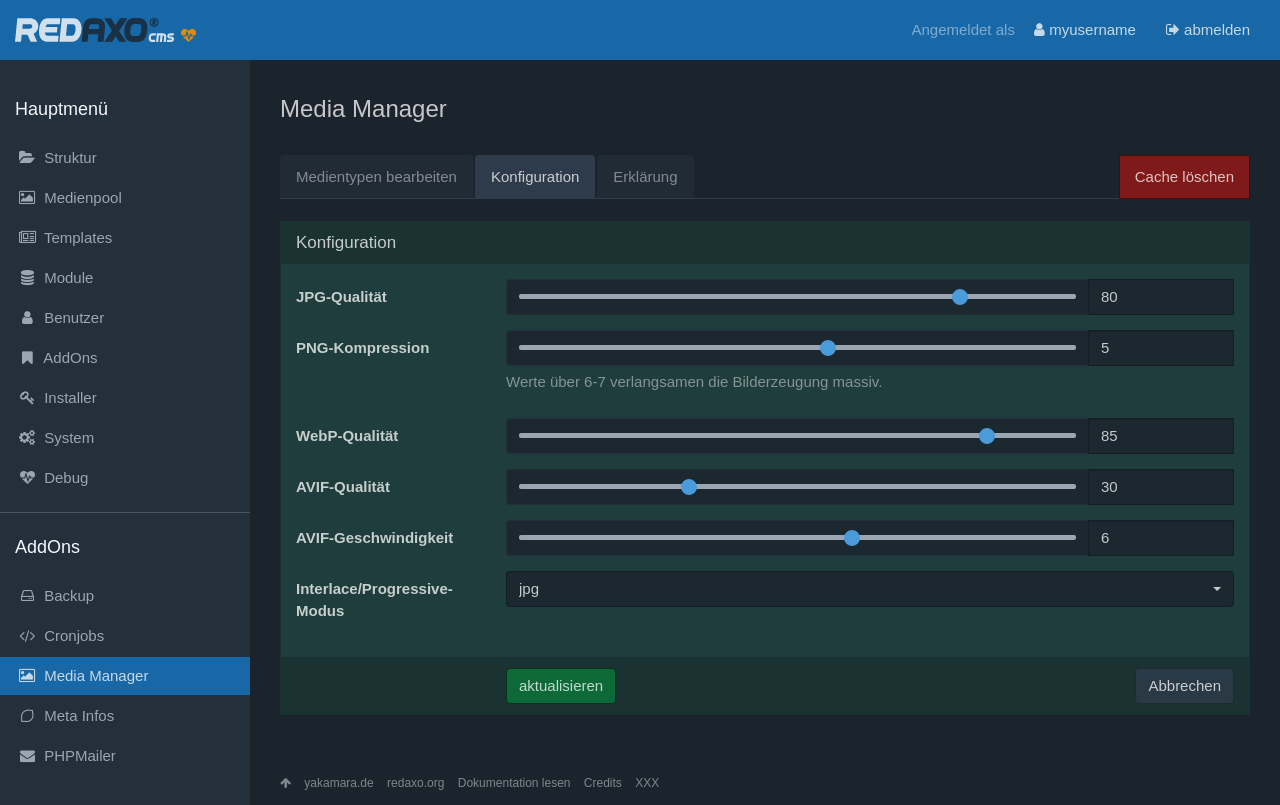 REDAXO® cms
Angemeldet als myusername abmelden
Hauptmenü
Struktur
Medienpool
Templates
Module
Benutzer
AddOns
Installer
System
Debug
AddOns
Backup
Cronjobs
Media Manager
Meta Infos
PHPMailer
Media Manager
Medientypen bearbeiten Konfiguration Erklärung Cache löschen
Konfiguration
JPG-Qualität 80
PNG-Kompression 5
Werte über 6-7 verlangsamen die Bilderzeugung massiv.
WebP-Qualität 85
AVIF-Qualität 30
AVIF-Geschwindigkeit 6
Interlace/Progressive- jpg
Modus
aktualisieren Abbrechen
yakamara.de redaxo.org Dokumentation lesen Credits XXX